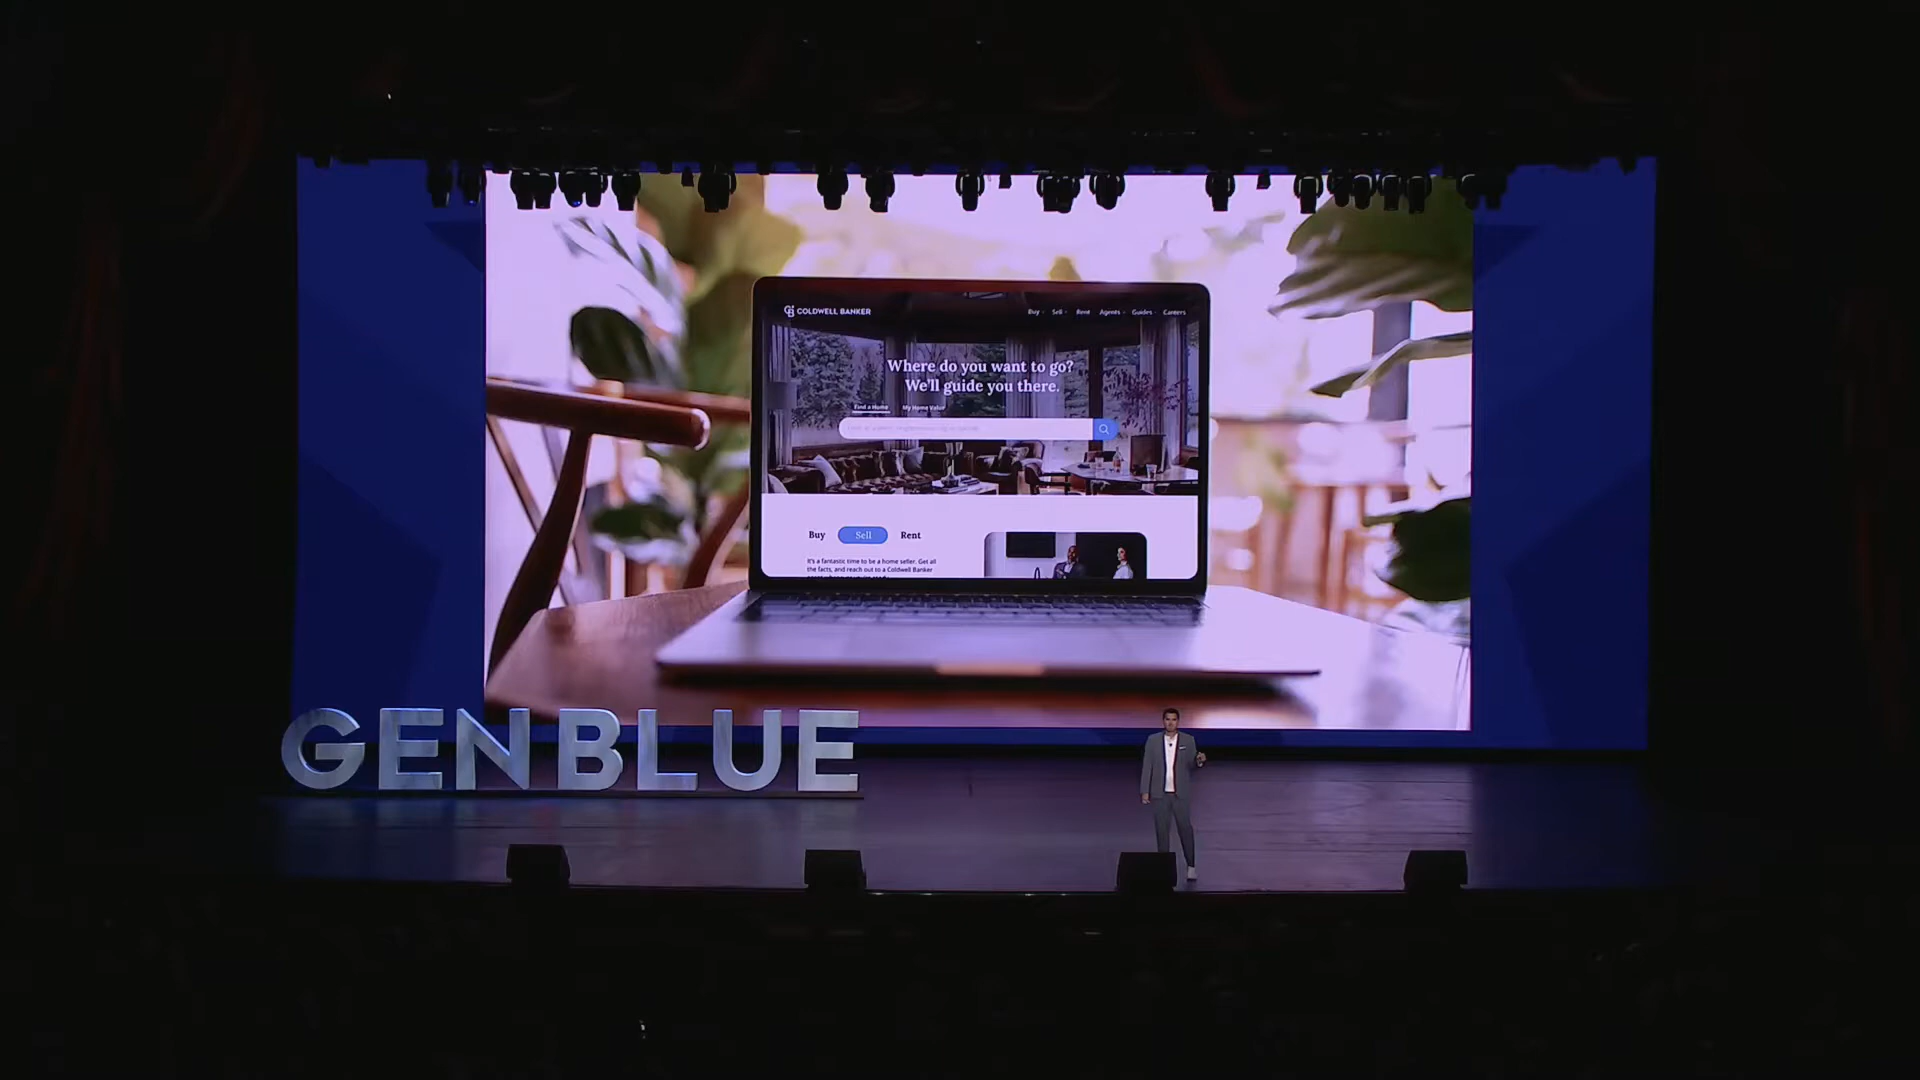 COLDWELL BANKER
Buy Sell Rent Agents Guides Careers
Where do you want to go?
We'll guide you there.
Find a Home My Home Value
Buy Sell Rent
It's a fantastic time to be a home seller. Get all
the facts, and reach out to a Coldwell Banker
GENBLUE